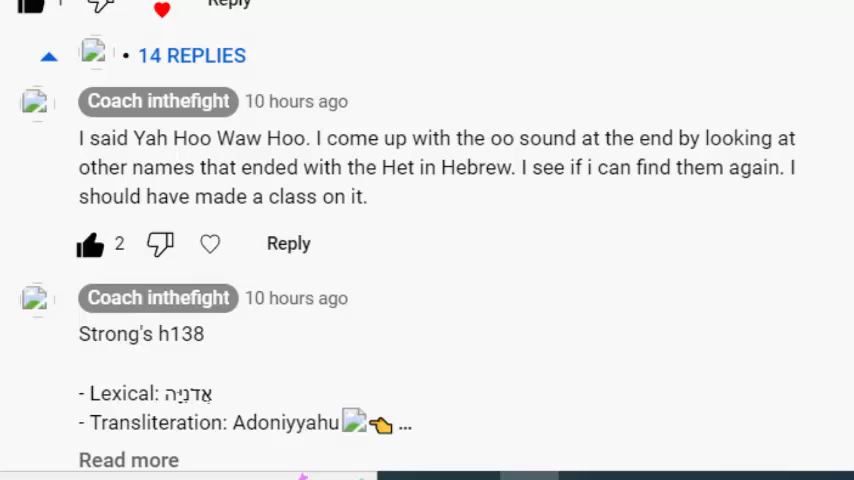 1
Reply
• 14 REPLIES
Coach inthefight 10 hours ago
I said Yah Hoo Waw Hoo. I come up with the oo sound at the end by looking at
other names that ended with the Het in Hebrew. I see if i can find them again. I
should have made a class on it.
2 Reply
Coach inthefight 10 hours ago
Strong's h138
- Lexical: אֲדֹנִיָּה
- Transliteration: Adoniyyahu👈 ...
Read more